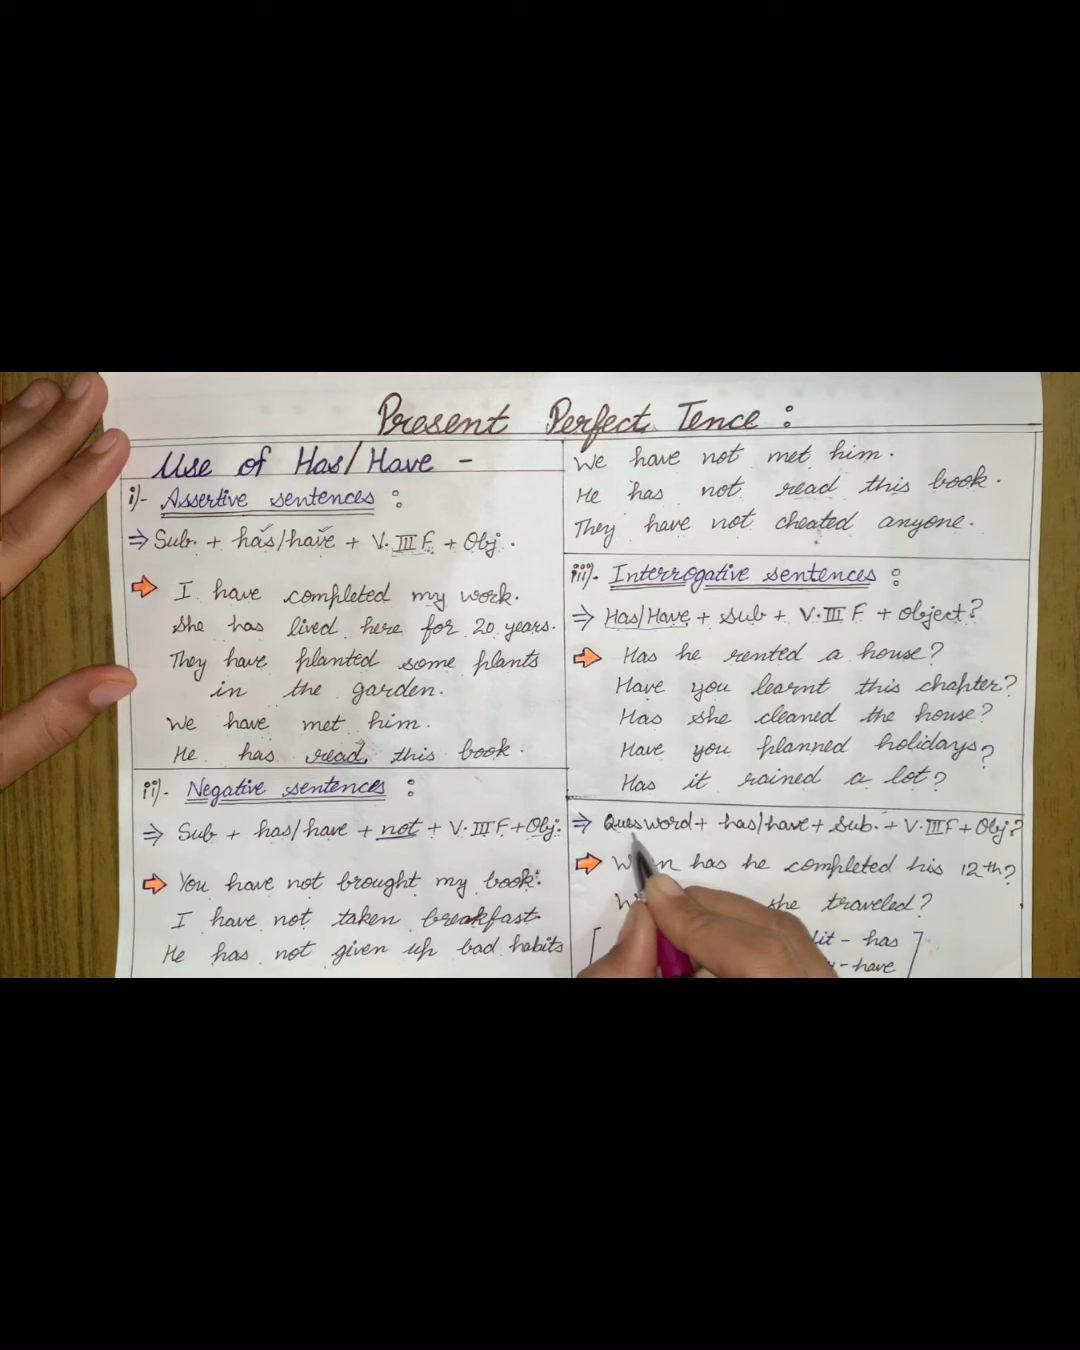 Present Perfect Tence :
Use of Has/Have -
i)- Assertive sentences :
⇒ Sub. + has/have + V.III F. + Obj.
I have completed my work.
She has lived here for 20 years.
They have planted some plants
in the garden.
We have met him.
He has read this book.
ii)- Negative sentences :
⇒ Sub + has/have + not + V.III F. + Obj.
You have not brought my book.
I have not taken breakfast.
He has not given up bad habits
We have not met him.
He has not read this book.
They have not cheated anyone.
iii)- Interrogative sentences :
⇒ Has/Have + sub + V.III F + object?
Has he rented a house?
Have you learnt this chapter?
Has she cleaned the house?
Have you planned holidays?
Has it rained a lot?
⇒ Ques word + has/have + sub. + V.III F + Obj?
has he completed his 12th?
she traveled?
- has
- have